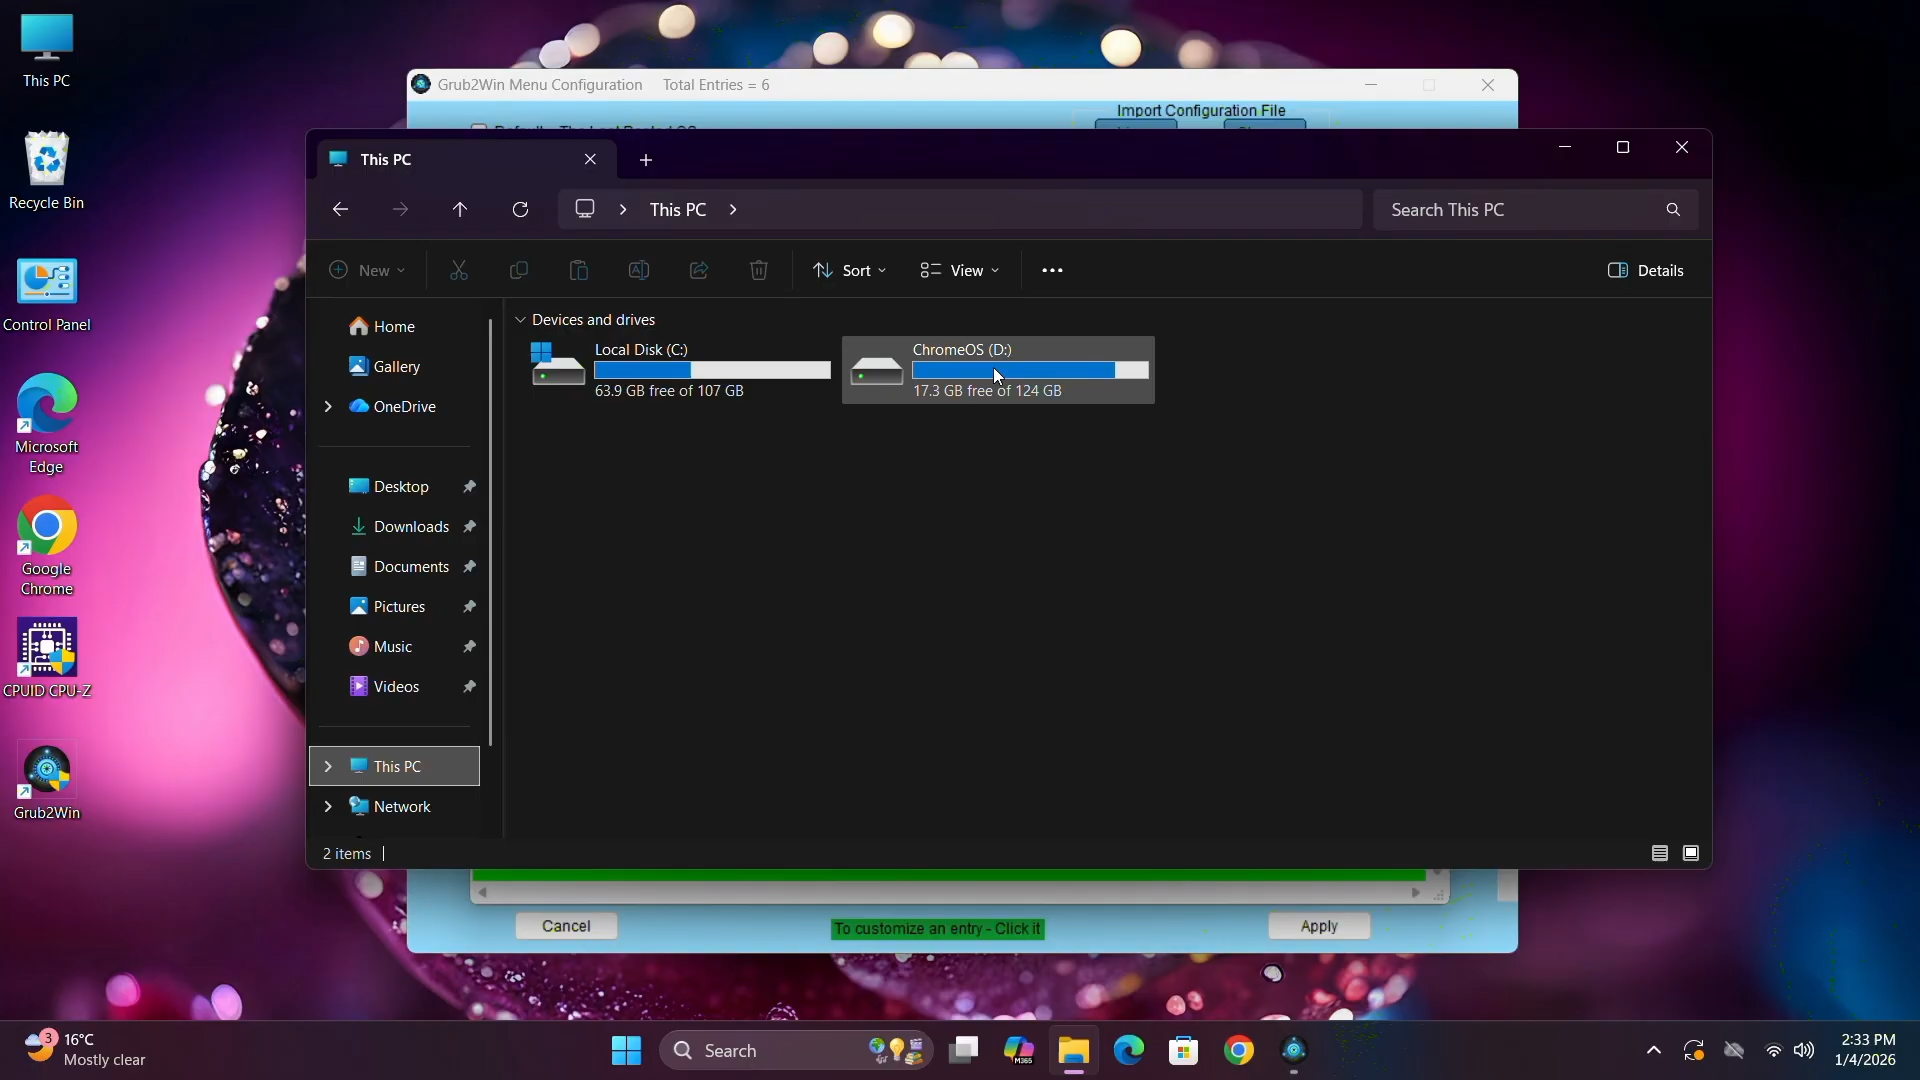 This PC
Recycle Bin
Control Panel
Microsoft
Edge
Google
Chrome
CPUID CPU-Z
Grub2Win
Grub2Win Menu Configuration Total Entries = 6
Import Configuration File
This PC
This PC
Search This PC
New
Sort
View
Details
Home
Gallery
OneDrive
Desktop
Downloads
Documents
Pictures
Music
Videos
This PC
Network
Devices and drives
Local Disk (C:)
63.9 GB free of 107 GB
ChromeOS (D:)
17.3 GB free of 124 GB
2 items
Cancel
To customize an entry - Click it
Apply
3
16°C
Mostly clear
Search
M365
2:33 PM
1/4/2026